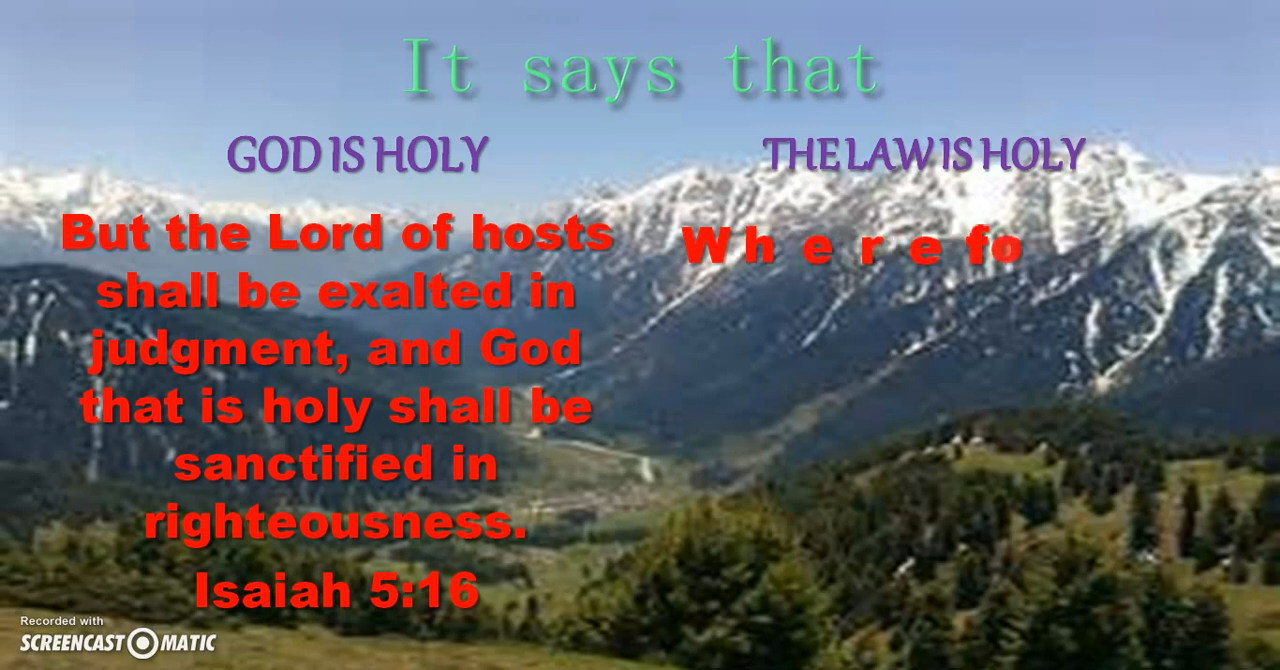 It says that
GOD IS HOLY
THE LAW IS HOLY
But the Lord of hosts
shall be exalted in
judgment, and God
that is holy shall be
sanctified in
righteousness.
Isaiah 5:16
Wherefo
Recorded with
SCREENCAST O MATIC